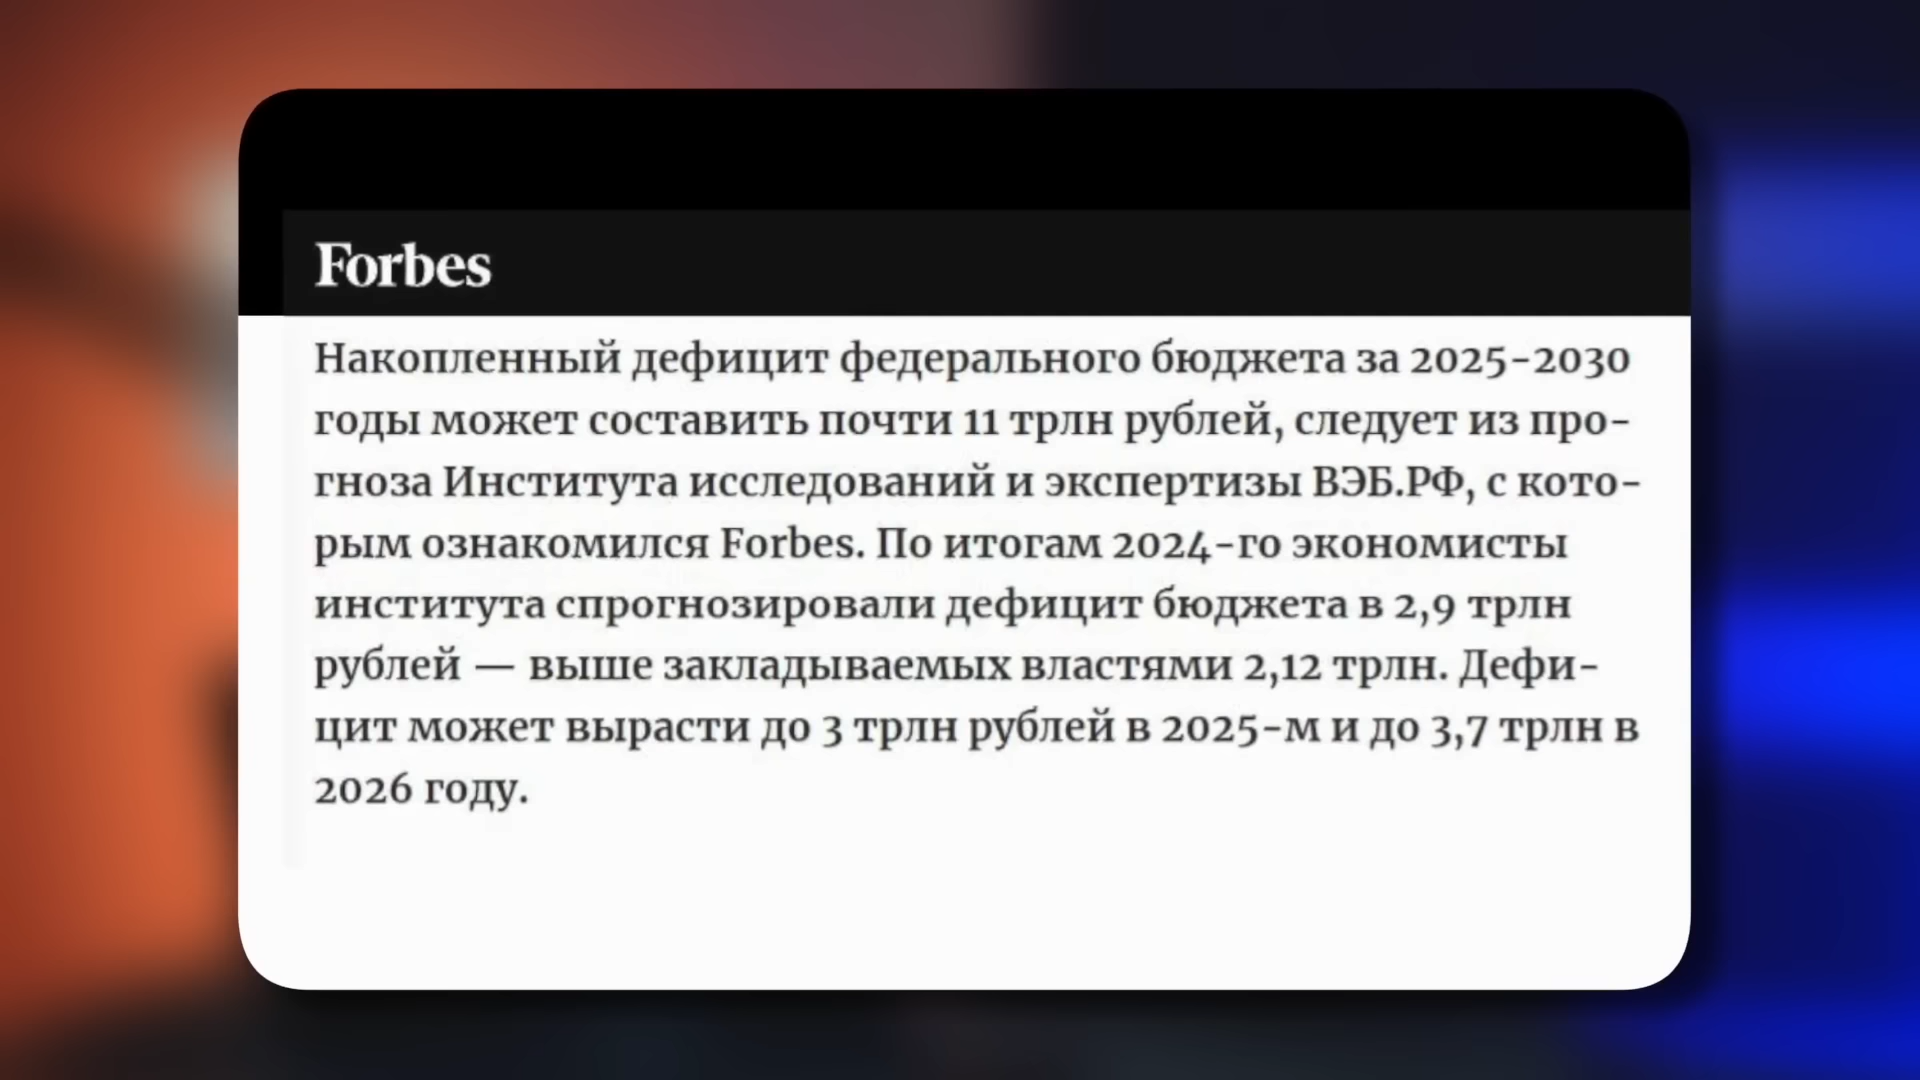 Forbes
Накопленный дефицит федерального бюджета за 2025-2030
годы может составить почти 11 трлн рублей, следует из про-
гноза Института исследований и экспертизы ВЭБ.РФ, с кото-
рым ознакомился Forbes. По итогам 2024-го экономисты
института спрогнозировали дефицит бюджета в 2,9 трлн
рублей — выше закладываемых властями 2,12 трлн. Дефи-
цит может вырасти до 3 трлн рублей в 2025-м и до 3,7 трлн в
2026 году.